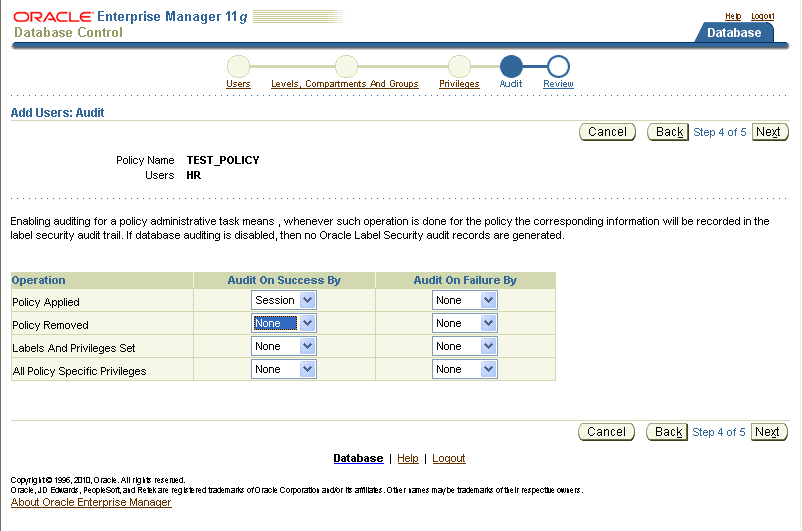 ORACLE Enterprise Manager 11g
Database Control
Help Logout
Database
Users Levels, Compartments And Groups Privileges Audit Review
Add Users: Audit
Cancel Back Step 4 of 5 Next
Policy Name TEST_POLICY
Users HR
Enabling auditing for a policy administrative task means , whenever such operation is done for the policy the corresponding information will be recorded in the
label security audit trail. If database auditing is disabled, then no Oracle Label Security audit records are generated.
Operation Audit On Success By Audit On Failure By
Policy Applied Session None
Policy Removed None None
Labels And Privileges Set None None
All Policy Specific Privileges None None
Cancel Back Step 4 of 5 Next
Database | Help | Logout
Copyright © 1996, 2010, Oracle. All rights reserved.
Oracle, JD Edwards, PeopleSoft, and Retek are registered trademarks of Oracle Corporation and/or its affiliates. Other names may be trademarks of their respective owners.
About Oracle Enterprise Manager